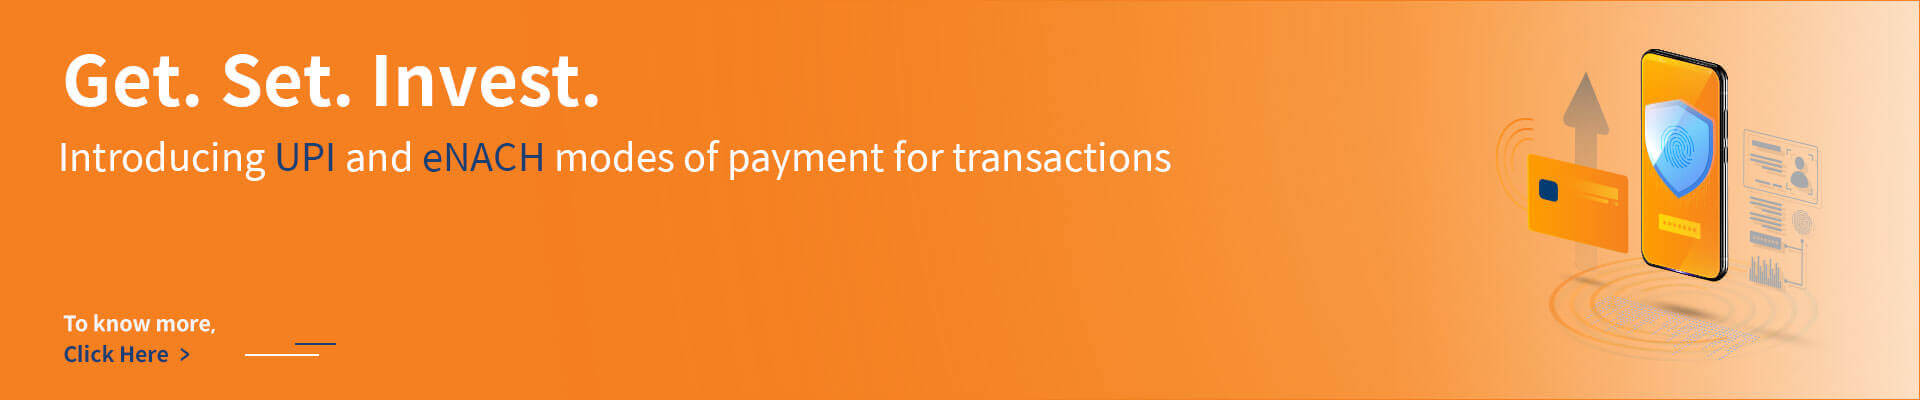 Get. Set. Invest.
Introducing UPI and eNACH modes of payment for transactions
To know more,
Click Here >